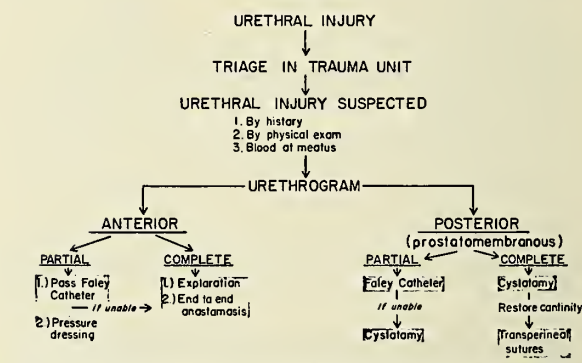 URETHRAL INJURY
TRIAGE IN TRAUMA UNIT
URETHRAL INJURY SUSPECTED
1. By history
2. By physical exam
3. Blood at meatus
URETHROGRAM
ANTERIOR
POSTERIOR
(prostatomembranous)
PARTIAL
COMPLETE
PARTIAL
COMPLETE
1.) Pass Foley
Catheter
2) Pressure
dressing
If unable
1.) Exploration
2.) End to end
anastamosis
Foley Catheter
If unable
Cystotomy
Cystotomy
Restore continity
Transperineal
sutures